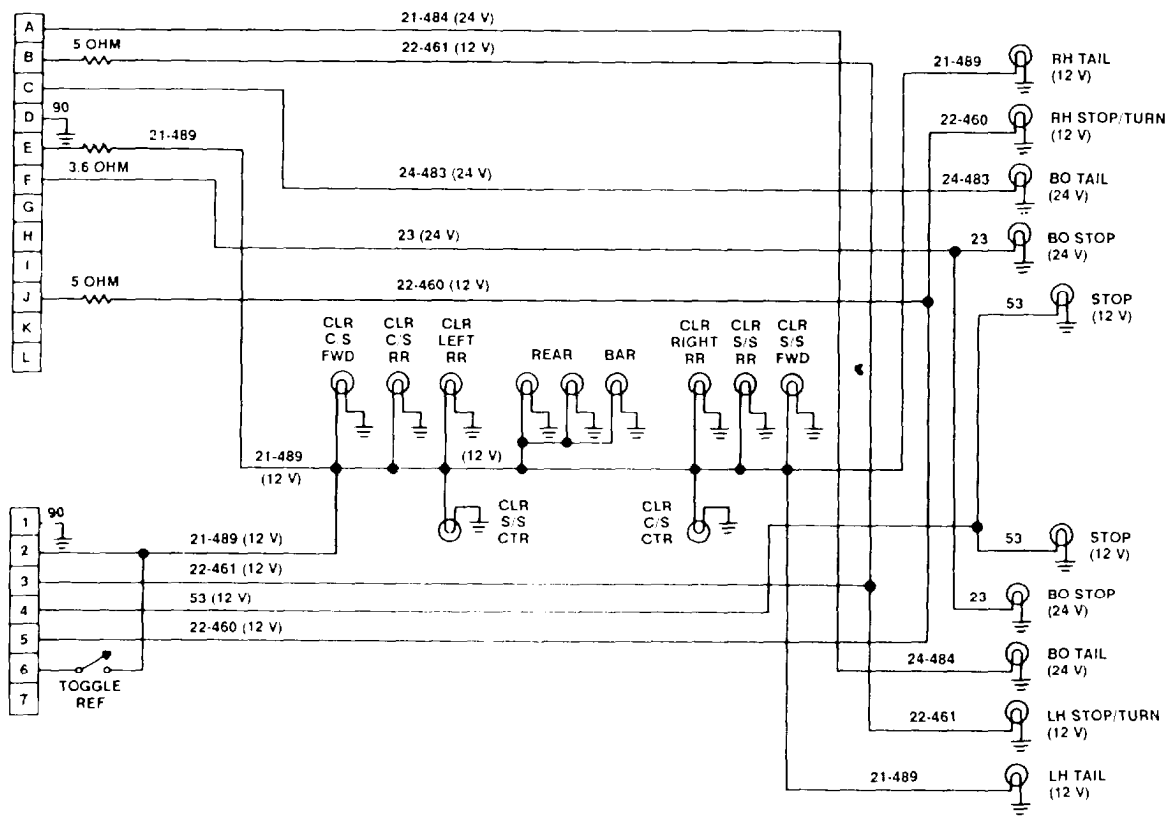 A
B
C
D
E
F
G
H
I
J
K
L
5 OHM
90
21-489
3.6 OHM
5 OHM
21-484 (24 V)
22-461 (12 V)
24-483 (24 V)
23 (24 V)
22-460 (12 V)
21-489
RH TAIL
(12 V)
22-460
RH STOP/TURN
(12 V)
24-483
BO TAIL
(24 V)
23
BO STOP
(24 V)
53
STOP
(12 V)
CLR
C/S
FWD
CLR
C/S
RR
CLR
LEFT
RR
REAR
BAR
CLR
RIGHT
RR
CLR
S/S
RR
CLR
S/S
FWD
21-489
(12 V)
(12 V)
CLR
S/S
CTR
CLR
C/S
CTR
1
2
3
4
5
6
7
90
21-489 (12 V)
22-461 (12 V)
53 (12 V)
22-460 (12 V)
TOGGLE
REF
53
STOP
(12 V)
23
BO STOP
(24 V)
24-484
BO TAIL
(24 V)
22-461
LH STOP/TURN
(12 V)
21-489
LH TAIL
(12 V)